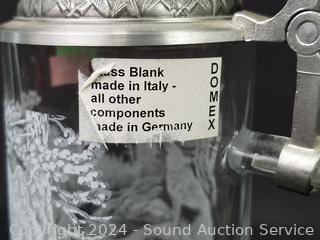 ass Blank
made in Italy -
all other
components
made in Germany
DOMEX
Copyright 2024 - Sound Auction Service